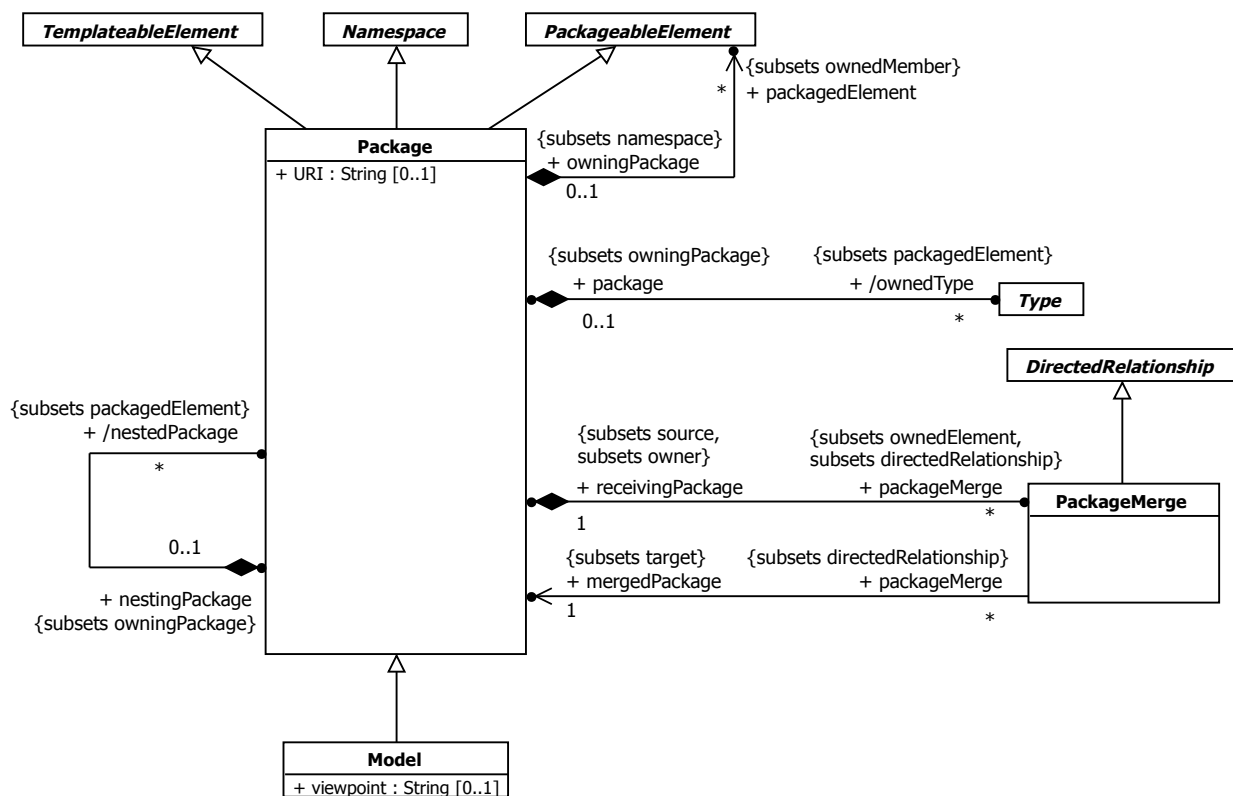 TemplateableElement
Namespace
PackageableElement
{subsets ownedMember}
*
+ packagedElement
Package
+ URI : String [0..1]
{subsets namespace}
+ owningPackage
0..1
{subsets owningPackage}
+ package
0..1
{subsets packagedElement}
+ /ownedType
*
Type
DirectedRelationship
{subsets packagedElement}
+ /nestedPackage
*
0..1
+ nestingPackage
{subsets owningPackage}
{subsets source,
subsets owner}
+ receivingPackage
1
{subsets ownedElement,
subsets directedRelationship}
+ packageMerge
*
PackageMerge
{subsets target}
+ mergedPackage
1
{subsets directedRelationship}
+ packageMerge
*
Model
+ viewpoint : String [0..1]